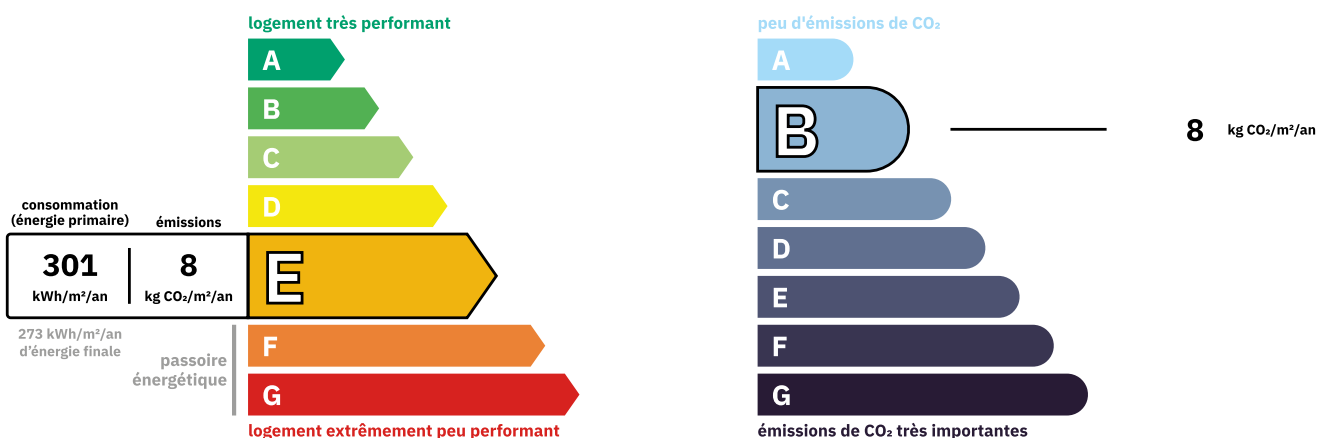 logement très performant
A
B
C
D
consommation
(énergie primaire)
émissions
301
kWh/m²/an
8
kg CO₂/m²/an
E
273 kWh/m²/an
d'énergie finale
passoire
énergétique
F
G
logement extrêmement peu performant
peu d'émissions de CO₂
A
B
8 kg CO₂/m²/an
C
D
E
F
G
émissions de CO₂ très importantes